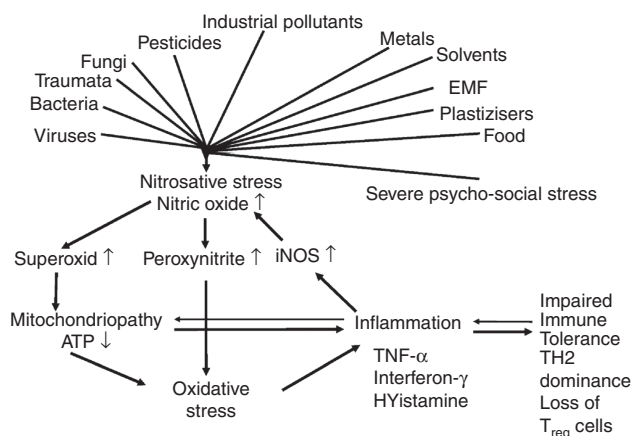 Industrial pollutants
Pesticides
Metals
Fungi
Solvents
Traumata
EMF
Bacteria
Plastizisers
Viruses
Food
Nitrosative stress
Nitric oxide ↑
Severe psycho-social stress
Superoxid ↑
Peroxynitrite ↑
iNOS ↑
Mitochondriopathy
ATP ↓
Inflammation
TNF-α
Interferon-γ
HYistamine
Oxidative
stress
Impaired
Immune
Tolerance
TH2
dominance
Loss of
Treg cells